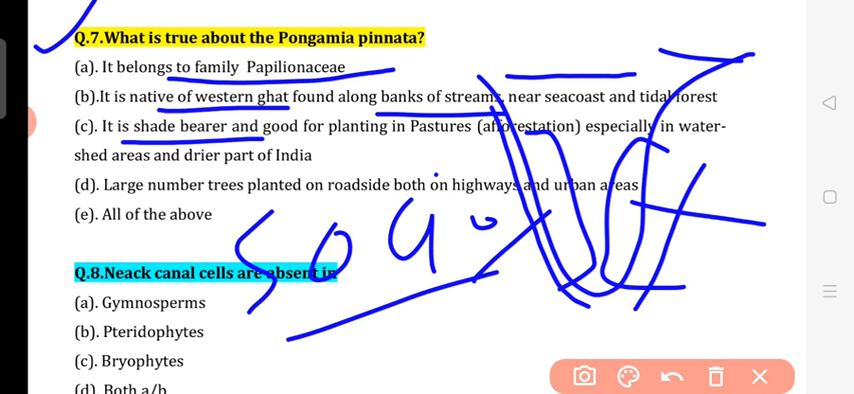 Q.7.What is true about the Pongamia pinnata?
(a). It belongs to family Papilionaceae
(b).It is native of western ghat found along banks of streams, near seacoast and tidal forest
(c). It is shade bearer and good for planting in Pastures (afforestation) especially in water-
shed areas and drier part of India
(d). Large number trees planted on roadside both on highways and urban areas
(e). All of the above
Q.8.Neack canal cells are absent in
(a). Gymnosperms
(b). Pteridophytes
(c). Bryophytes
(d). Both a/b